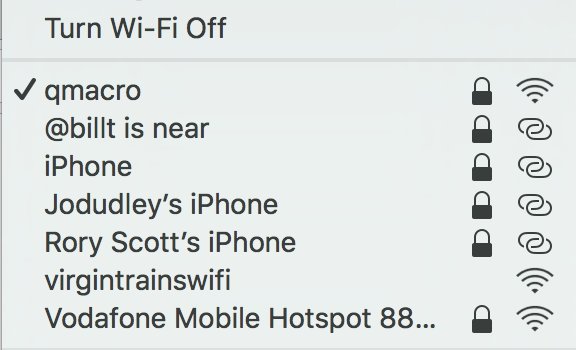 Turn Wi-Fi Off
qmacro
@billt is near
iPhone
Jodudley’s iPhone
Rory Scott’s iPhone
virgintrainswifi
Vodafone Mobile Hotspot 88...